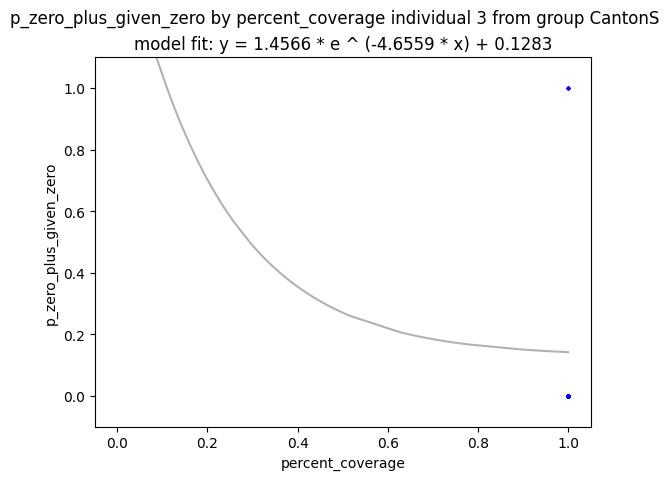 p_zero_plus_given_zero by percent_coverage individual 3 from group CantonS
model fit: y = 1.4566 * e ^ (-4.6559 * x) + 0.1283
1.0
0.8
0.6
0.4
0.2
0.0
p_zero_plus_given_zero
0.0 0.2 0.4 0.6 0.8 1.0
percent_coverage